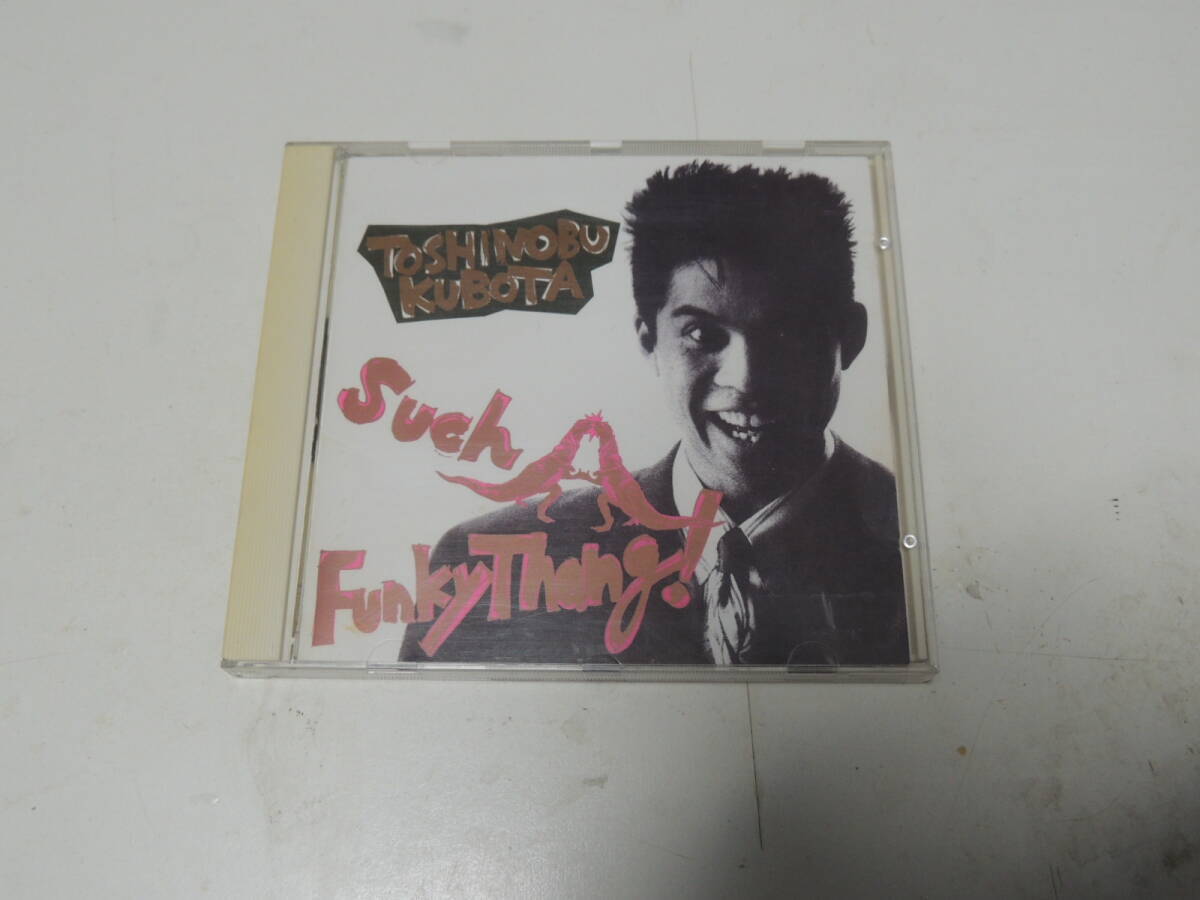 TOSHINOBU
KUBOTA
Such A
Funky Thang!